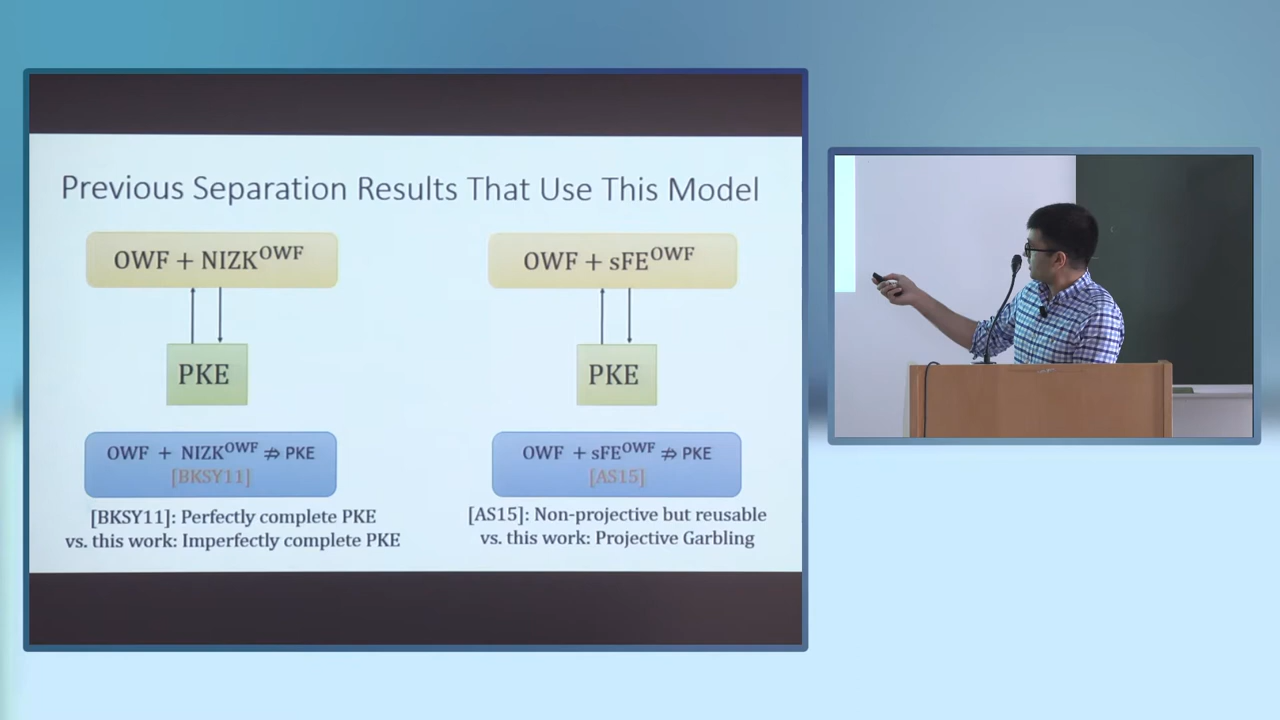 Previous Separation Results That Use This Model
OWF + NIZK^OWF
PKE
OWF + NIZK^OWF ⇏ PKE
[BKSY11]
[BKSY11]: Perfectly complete PKE
vs. this work: Imperfectly complete PKE
OWF + sFE^OWF
PKE
OWF + sFE^OWF ⇏ PKE
[AS15]
[AS15]: Non-projective but reusable
vs. this work: Projective Garbling